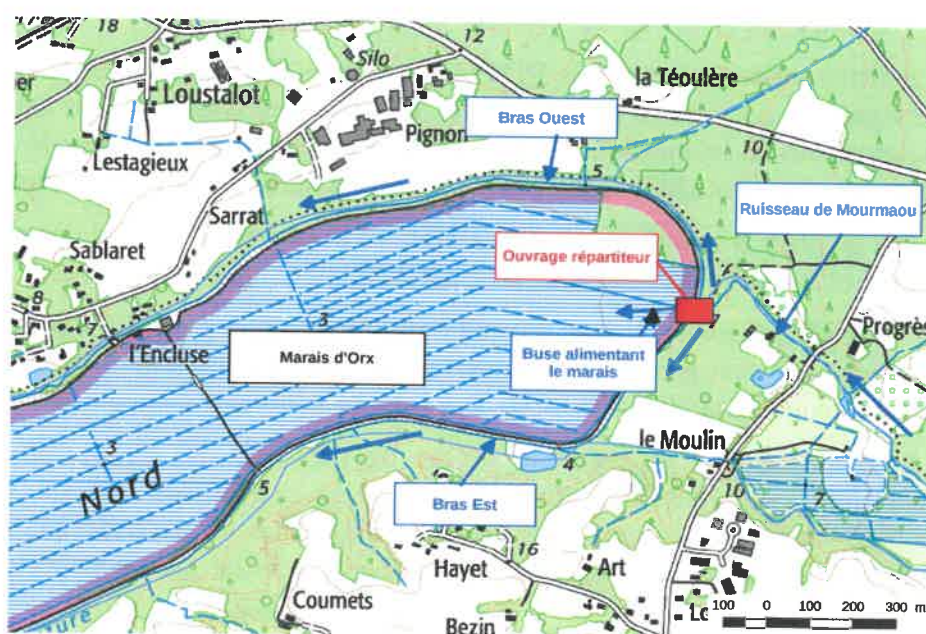 18
12
Silo
la Téoulère
er
Loustalot
Bras Ouest
Pignon
10
Lestagieux
5
Ruisseau de Mourmaou
Sarrat
Sablaret
Ouvrage répartiteur
8
7
3
Progrès
l'Encluse
Marais d'Orx
Buse alimentant
le marais
le Moulin
3
4
Nord
5
Bras Est
10
7
16
Hayet
Art
Coumets
Bezin
Lc
100 0 100 200 300 m